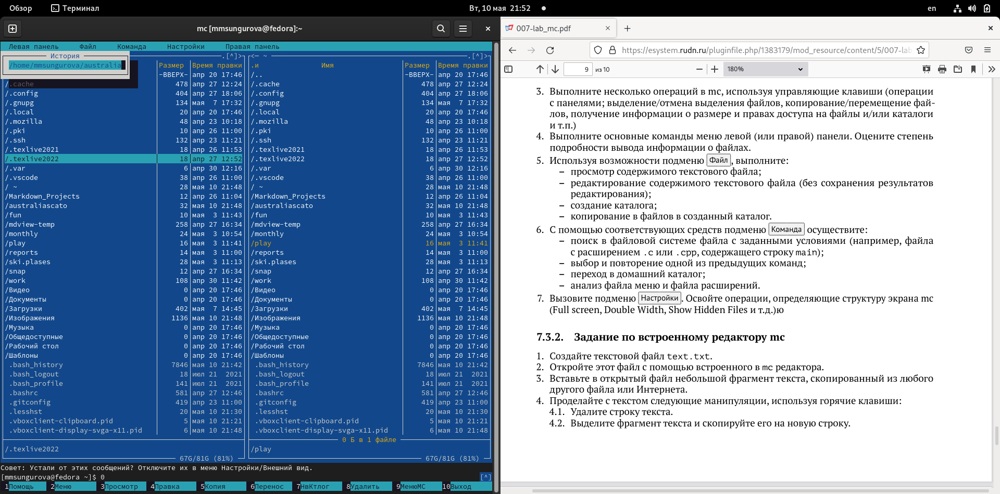 Обзор Терминал Вт, 10 мая 21:52 en
mc [mmsungurova@fedora]:~
Левая панель Файл Команда Настройки Правая панель
История .[^]> <─ ~ .[^]>
/home/mmsungurova/australia Размер Время правки .и Имя Размер Время правки
-ВВЕРХ- апр 20 17:46 /.. -ВВЕРХ- апр 20 17:46
/.cache 478 апр 27 12:24 /.cache 478 апр 27 12:24
/.config 404 апр 27 18:06 /.config 404 апр 27 18:06
/.gnupg 134 мая 7 17:32 /.gnupg 134 мая 7 17:32
/.local 20 апр 20 17:46 /.local 20 апр 20 17:46
/.mozilla 48 апр 23 10:18 /.mozilla 48 апр 23 10:18
/.pki 10 апр 26 11:00 /.pki 10 апр 26 11:00
/.ssh 132 апр 23 11:21 /.ssh 132 апр 23 11:21
/.texlive2021 18 апр 26 11:53 /.texlive2021 18 апр 26 11:53
/.texlive2022 18 апр 27 12:52 /.texlive2022 18 апр 27 12:52
/.var 6 апр 30 12:16 /.var 6 апр 30 12:16
/.vscode 38 апр 26 11:00 /.vscode 38 апр 26 11:00
/ ~ 28 мая 10 21:48 / ~ 28 мая 10 21:48
/Markdown_Projects 12 апр 26 11:04 /Markdown_Projects 12 апр 26 11:04
/australiascato 32 мая 10 21:48 /australiascato 32 мая 10 21:48
/fun 10 мая 3 11:43 /fun 10 мая 3 11:43
/mdview-temp 258 апр 27 16:34 /mdview-temp 258 апр 27 16:34
/monthly 24 мая 3 10:54 /monthly 24 мая 3 10:54
/play 16 мая 3 11:41 /play 16 мая 3 11:41
/reports 14 мая 3 11:00 /reports 14 мая 3 11:00
/ski.plases 28 мая 3 11:13 /ski.plases 28 мая 3 11:13
/snap 12 апр 27 16:34 /snap 12 апр 27 16:34
/work 108 апр 30 11:42 /work 108 апр 30 11:42
/Видео 0 апр 20 17:46 /Видео 0 апр 20 17:46
/Документы 0 апр 20 17:46 /Документы 0 апр 20 17:46
/Загрузки 402 мая 7 14:45 /Загрузки 402 мая 7 14:45
/Изображения 1136 мая 10 21:48 /Изображения 1136 мая 10 21:48
/Музыка 0 апр 20 17:46 /Музыка 0 апр 20 17:46
/Общедоступные 0 апр 20 17:46 /Общедоступные 0 апр 20 17:46
/Рабочий стол 0 апр 20 17:46 /Рабочий стол 0 апр 20 17:46
/Шаблоны 0 апр 20 17:46 /Шаблоны 0 апр 20 17:46
.bash_history 7846 мая 10 21:42 .bash_history 7846 мая 10 21:42
.bash_logout 18 июл 21 2021 .bash_logout 18 июл 21 2021
.bash_profile 141 июл 21 2021 .bash_profile 141 июл 21 2021
.bashrc 581 апр 27 12:46 .bashrc 581 апр 27 12:46
.gitconfig 419 апр 23 11:00 .gitconfig 419 апр 23 11:00
.lesshst 20 мая 10 21:30 .lesshst 20 мая 10 21:30
.vboxclient-clipboard.pid 5 мая 10 21:21 .vboxclient-clipboard.pid 5 мая 10 21:21
.vboxclient-display-svga-x11.pid 6 мая 10 21:48 .vboxclient-display-svga-x11.pid 6 мая 10 21:48
0 Б в 1 файле
/.texlive2022 /play
67G/81G (81%) 67G/81G (81%)
Совет: Устали от этих сообщений? Отключите их в меню Настройки/Внешний вид.
[mmsungurova@fedora ~]$ 0 [^]
1Помощь 2Меню 3Просмотр 4Правка 5Копия 6Перенос 7НвКтлог 8Удалить 9МенюМС 10Выход
007-lab_mc.pdf
https://esystem.rudn.ru/pluginfile.php/1383179/mod_resource/content/5/007-lab
9 из 10 180%
3. Выполните несколько операций в mc, используя управляющие клавиши (операции
с панелями; выделение/отмена выделения файлов, копирование/перемещение фай-
лов, получение информации о размере и правах доступа на файлы и/или каталоги
и т.п.)
4. Выполните основные команды меню левой (или правой) панели. Оцените степень
подробности вывода информации о файлах.
5. Используя возможности подменю Файл, выполните:
– просмотр содержимого текстового файла;
– редактирование содержимого текстового файла (без сохранения результатов
редактирования);
– создание каталога;
– копирование в файлов в созданный каталог.
6. С помощью соответствующих средств подменю Команда осуществите:
– поиск в файловой системе файла с заданными условиями (например, файла
с расширением .c или .cpp, содержащего строку main);
– выбор и повторение одной из предыдущих команд;
– переход в домашний каталог;
– анализ файла меню и файла расширений.
7. Вызовите подменю Настройки. Освойте операции, определяющие структуру экрана mc
(Full screen, Double Width, Show Hidden Files и т.д.)ю
7.3.2. Задание по встроенному редактору mc
1. Создайте текстовой файл text.txt.
2. Откройте этот файл с помощью встроенного в mc редактора.
3. Вставьте в открытый файл небольшой фрагмент текста, скопированный из любого
другого файла или Интернета.
4. Проделайте с текстом следующие манипуляции, используя горячие клавиши:
4.1. Удалите строку текста.
4.2. Выделите фрагмент текста и скопируйте его на новую строку.